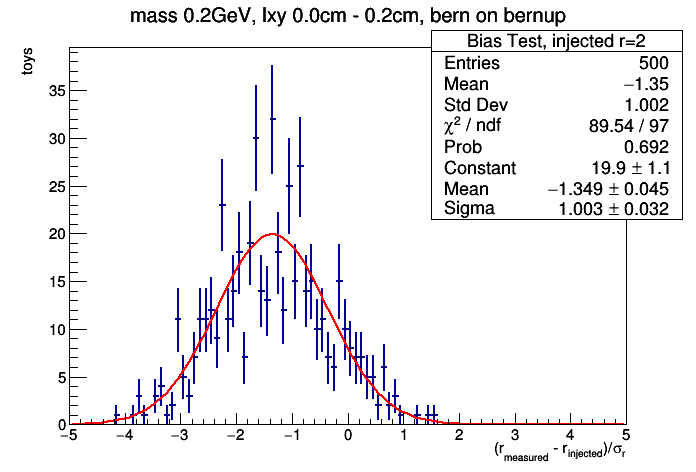 mass 0.2GeV, lxy 0.0cm - 0.2cm, bern on bernup
Bias Test, injected r=2
Entries 500
Mean −1.35
Std Dev 1.002
χ² / ndf 89.54 / 97
Prob 0.692
Constant 19.9 ± 1.1
Mean −1.349 ± 0.045
Sigma 1.003 ± 0.032
toys
35
30
25
20
15
10
5
0
−5 −4 −3 −2 −1 0 1 2 3 4 5
(r_measured - r_injected)/σ_r